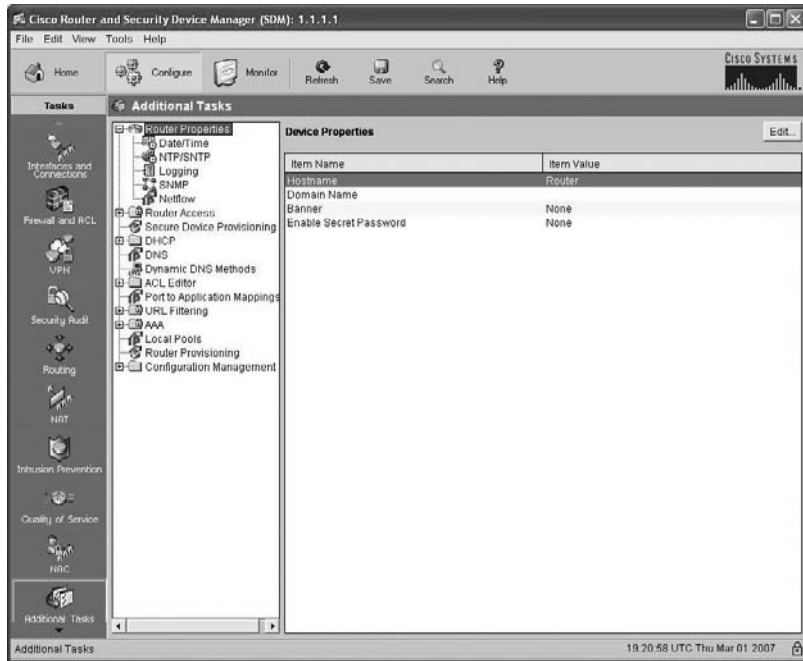 Cisco Router and Security Device Manager (SDM): 1.1.1.1
File Edit View Tools Help
Home
Configure
Monitor
Refresh
Save
Search
Help
CISCO SYSTEMS
Tasks
Additional Tasks
Interfaces and Connections
Firewall and ACL
VPN
Security Audit
Routing
NAT
Intrusion Prevention
Quality of Service
NAC
Additional Tasks
Router Properties
Date/Time
NTP/SNTP
Logging
SNMP
Netflow
Router Access
Secure Device Provisioning
DHCP
DNS
Dynamic DNS Methods
ACL Editor
Port to Application Mappings
URL Filtering
AAA
Local Pools
Router Provisioning
Configuration Management
Device Properties
Edit...
Item Name Item Value
Hostname Router
Domain Name
Banner None
Enable Secret Password None
Additional Tasks
19:20:58 UTC Thu Mar 01 2007